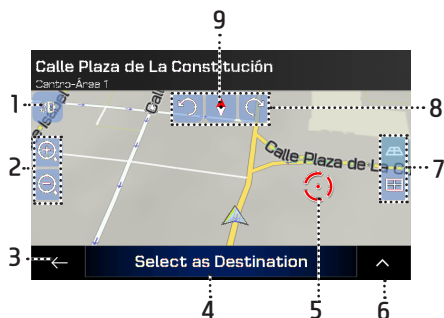 9
Calle Plaza de La Constitución
Centro-Área 1
1
8
2
Calle Plaza de La C
7
3
Select as Destination
4
5
6